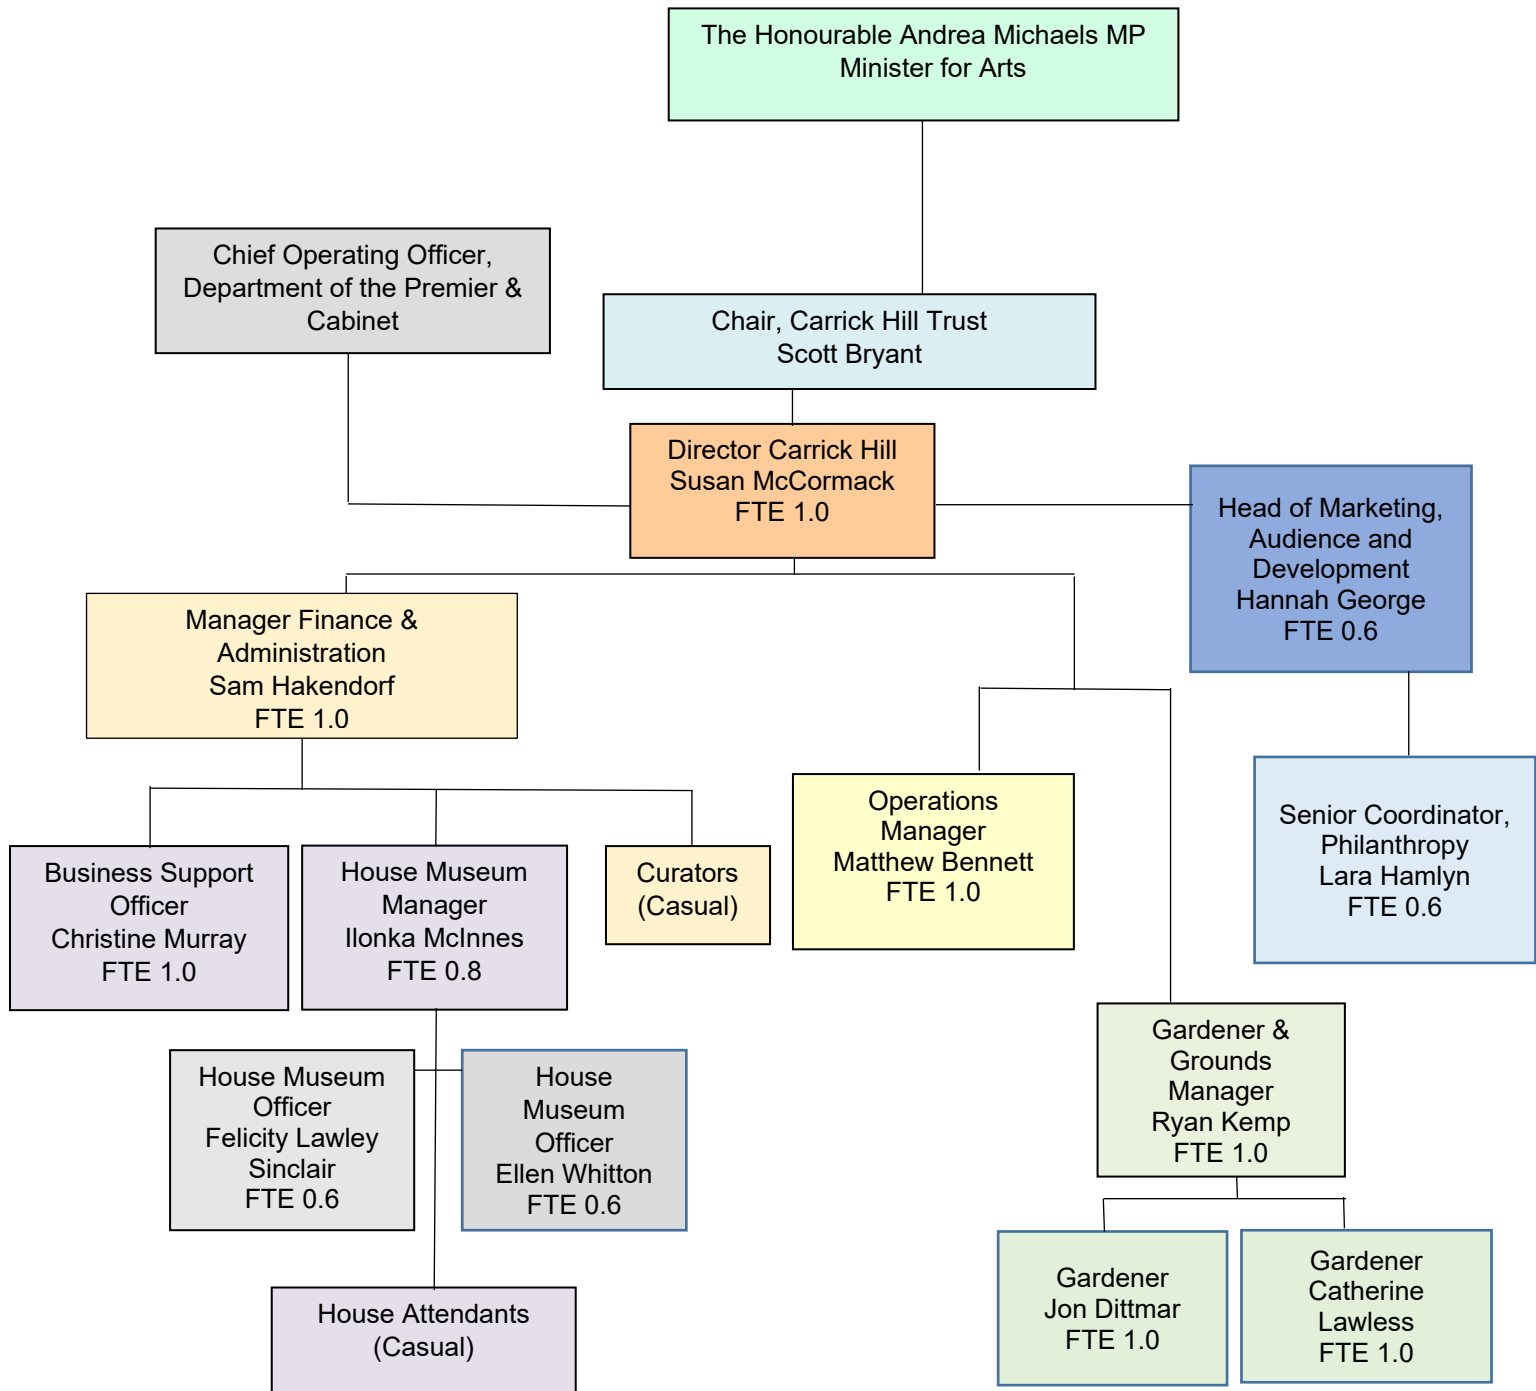 The Honourable Andrea Michaels MP
Minister for Arts
Chief Operating Officer,
Department of the Premier &
Cabinet
Chair, Carrick Hill Trust
Scott Bryant
Director Carrick Hill
Susan McCormack
FTE 1.0
Head of Marketing,
Audience and
Development
Hannah George
FTE 0.6
Manager Finance &
Administration
Sam Hakendorf
FTE 1.0
Operations
Manager
Matthew Bennett
FTE 1.0
Senior Coordinator,
Philanthropy
Lara Hamlyn
FTE 0.6
Business Support
Officer
Christine Murray
FTE 1.0
House Museum
Manager
Ilonka McInnes
FTE 0.8
Curators
(Casual)
Gardener &
Grounds
Manager
Ryan Kemp
FTE 1.0
House Museum
Officer
Felicity Lawley
Sinclair
FTE 0.6
House
Museum
Officer
Ellen Whitton
FTE 0.6
Gardener
Jon Dittmar
FTE 1.0
Gardener
Catherine
Lawless
FTE 1.0
House Attendants
(Casual)